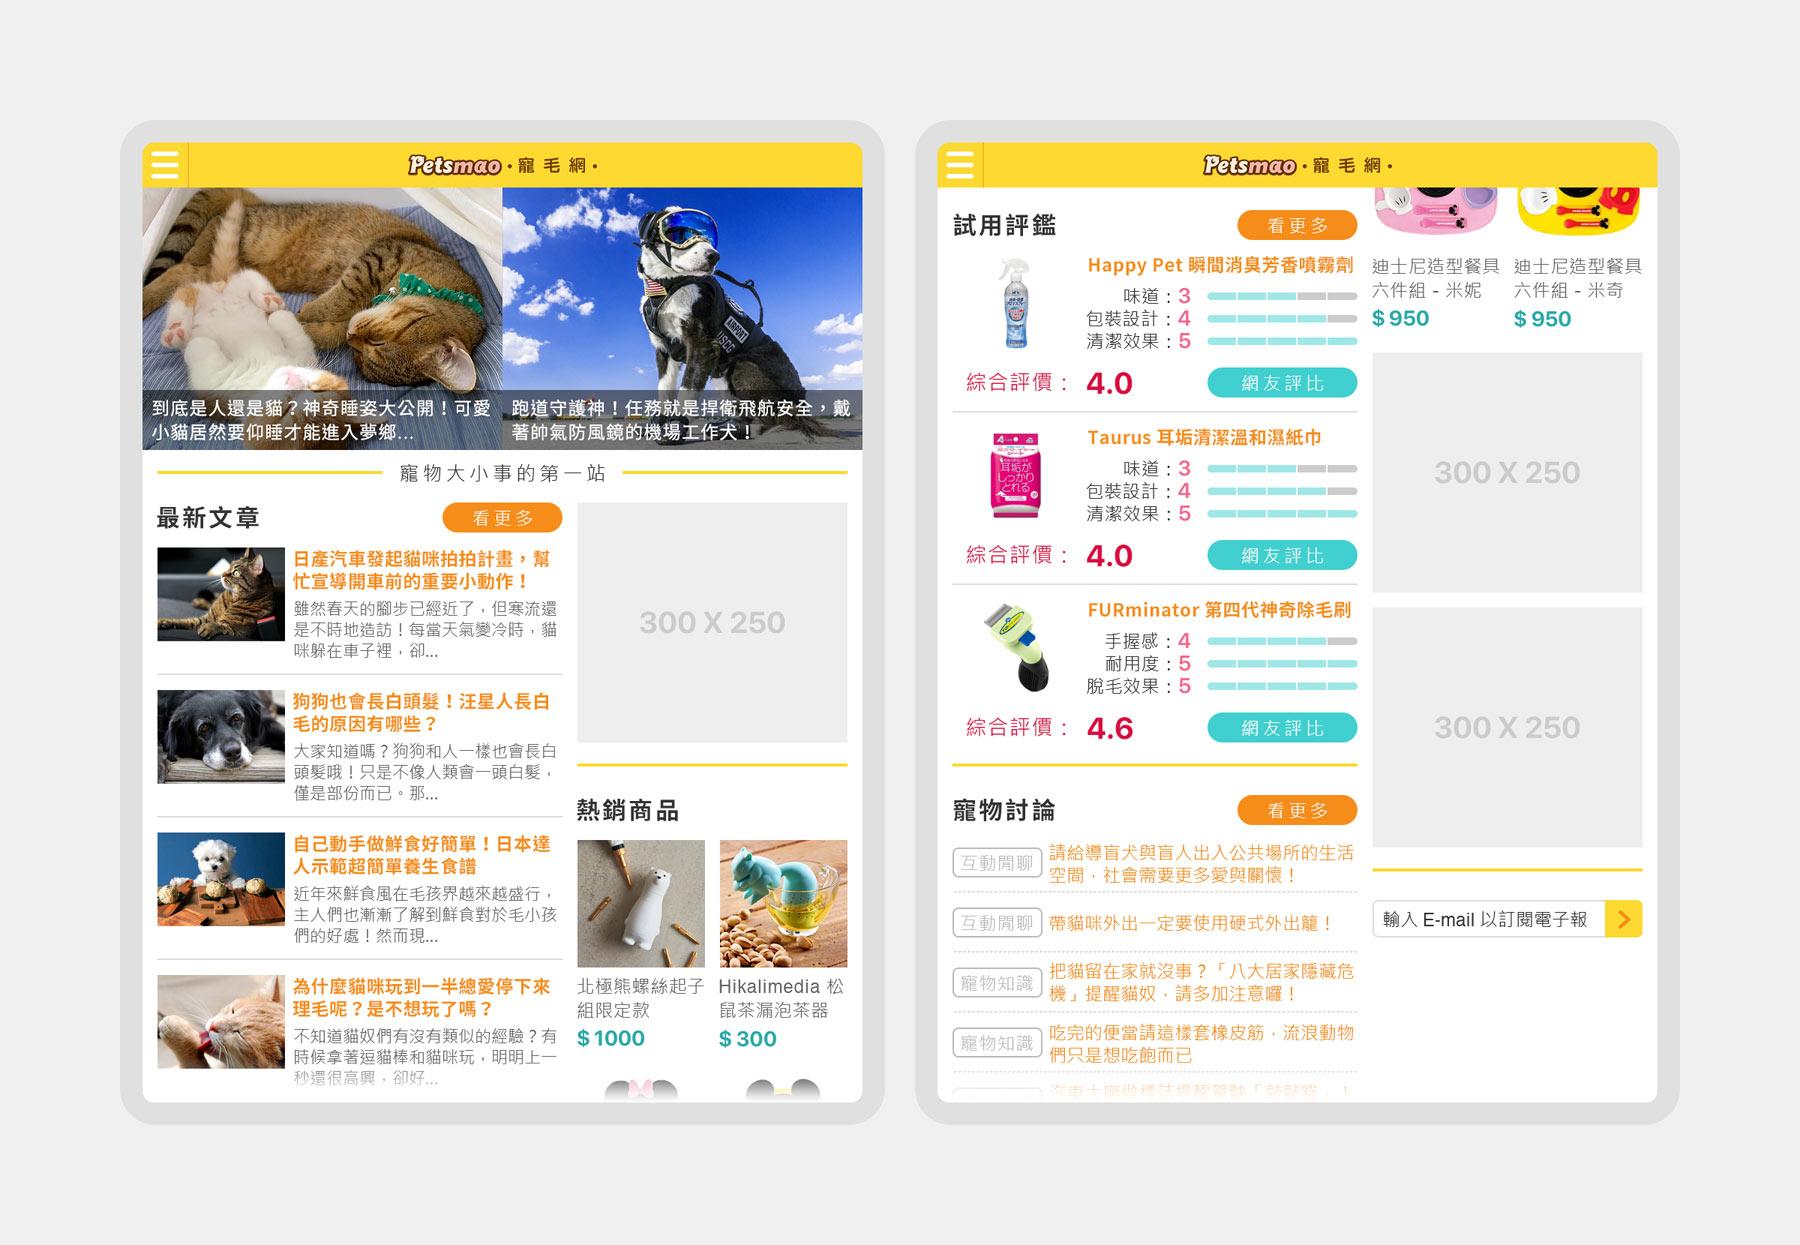 Petsmao·寵毛網·
到底是人還是貓？神奇睡姿大公開！可愛
小貓居然要仰睡才能進入夢鄉...
跑道守護神！任務就是捍衛飛航安全，戴
著帥氣防風鏡的機場工作犬！
AIRPORT
USCG
寵物大小事的第一站
最新文章
看更多
日產汽車發起貓咪拍拍計畫，幫
忙宣導開車前的重要小動作！
雖然春天的腳步已經近了，但寒流還
是不時地造訪！每當天氣變冷時，貓
咪躲在車子裡，卻...
狗狗也會長白頭髮！汪星人長白
毛的原因有哪些？
大家知道嗎？狗狗和人一樣也會長白
頭髮哦！只是不像人類會一頭白髮，
僅是部份而已。那...
自己動手做鮮食好簡單！日本達
人示範超簡單養生食譜
近年來鮮食風在毛孩界越來越盛行，
主人們也漸漸了解到鮮食對於毛小孩
們的好處！然而現...
為什麼貓咪玩到一半總愛停下來
理毛呢？是不想玩了嗎？
不知道貓奴們有沒有類似的經驗？有
時候拿著逗貓棒和貓咪玩，明明上一
秒還很高興，卻好...
300 X 250
熱銷商品
北極熊螺絲起子
組限定款
$ 1000
Hikalimedia 松
鼠茶漏泡茶器
$ 300
Petsmao·寵毛網·
試用評鑑
看更多
Happy Pet 瞬間消臭芳香噴霧劑
味道：3
包裝設計：4
清潔效果：5
綜合評價： 4.0
網友評比
Taurus 耳垢清潔溫和濕紙巾
耳垢が
しっかり
とれる
味道：3
包裝設計：4
清潔效果：5
綜合評價： 4.0
網友評比
FURminator 第四代神奇除毛刷
手握感：4
耐用度：5
脫毛效果：5
綜合評價： 4.6
網友評比
寵物討論
看更多
互動閒聊
請給導盲犬與盲人出入公共場所的生活
空間，社會需要更多愛與關懷！
互動閒聊
帶貓咪外出一定要使用硬式外出籠！
寵物知識
把貓留在家就沒事？「八大居家隱藏危
機」提醒貓奴，請多加注意囉！
寵物知識
吃完的便當請這樣套橡皮筋，流浪動物
們只是想吃飽而已
汽車大廠做標誌提醒駕駛「敲敲貓」！
迪士尼造型餐具
六件組 - 米妮
$ 950
迪士尼造型餐具
六件組 - 米奇
$ 950
300 X 250
300 X 250
輸入 E-mail 以訂閱電子報